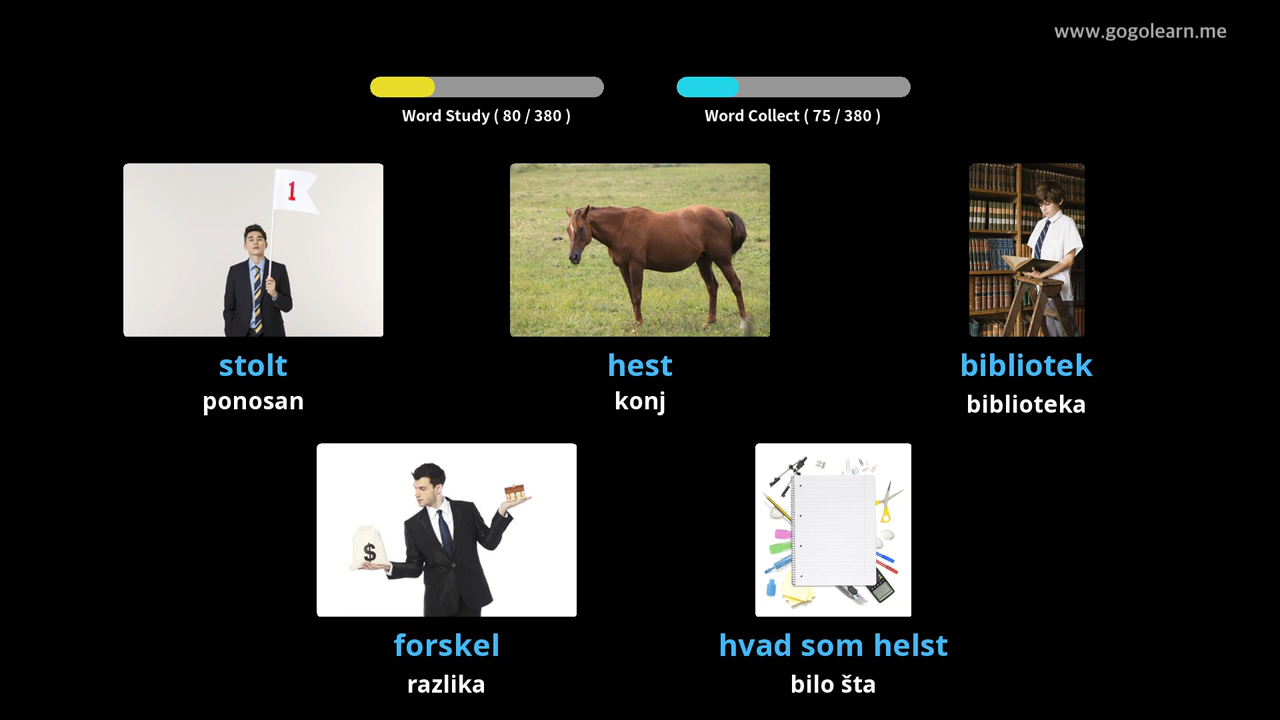 www.gogolearn.me
Word Study ( 80 / 380 )
Word Collect ( 75 / 380 )
1
stolt
ponosan
hest
konj
bibliotek
biblioteka
$
forskel
razlika
hvad som helst
bilo šta